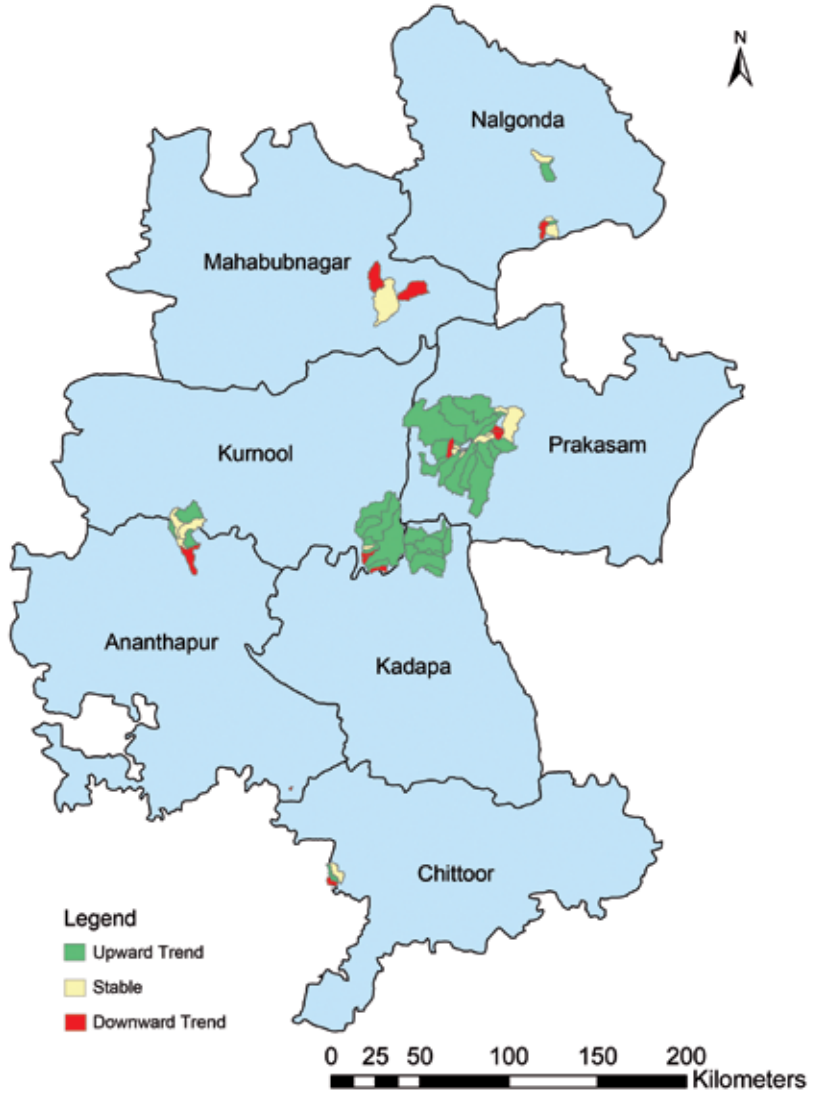 N
Nalgonda
Mahabubnagar
Prakasam
Kurnool
Ananthapur
Kadapa
Chittoor
Legend
Upward Trend
Stable
Downward Trend
0 25 50 100 150 200
Kilometers